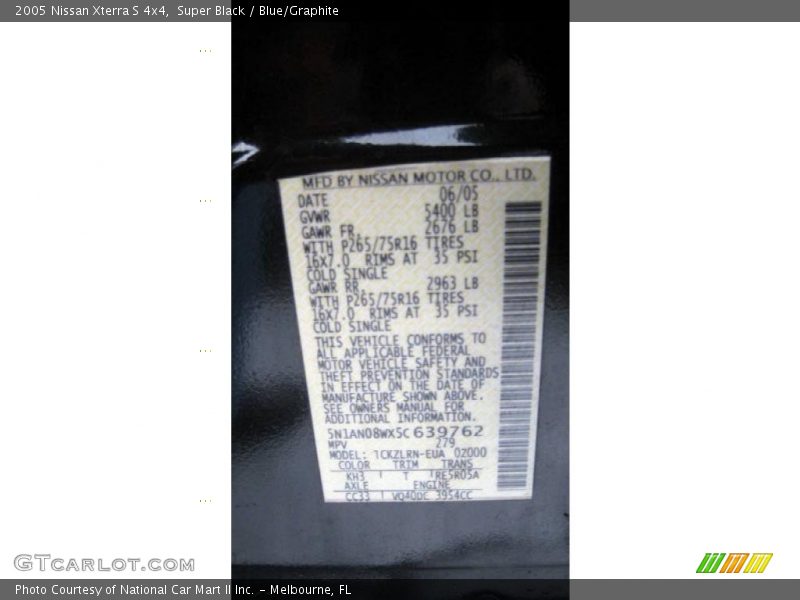 2005 Nissan Xterra S 4x4,  Super Black / Blue/Graphite
MFD BY NISSAN MOTOR CO., LTD.
DATE 06/05
GVWR 5400 LB
GAWR FR. 2676 LB
WITH P265/75R16 TIRES
16x7.0 RIMS AT 35 PSI
COLD SINGLE
GAWR RR. 2963 LB
WITH P265/75R16 TIRES
16x7.0 RIMS AT 35 PSI
COLD SINGLE
THIS VEHICLE CONFORMS TO
ALL APPLICABLE FEDERAL
MOTOR VEHICLE SAFETY AND
THEFT PREVENTION STANDARDS
IN EFFECT ON THE DATE OF
MANUFACTURE SHOWN ABOVE.
SEE OWNERS MANUAL FOR
ADDITIONAL INFORMATION.
5N1AN08WX5C639762
MPV 279
MODEL: 1CKZLRN-EUA 02000
COLOR TRIM TRANS
KH3 T RE5R05A
AXLE ENGINE
CC33 VQ40DE 3954CC
GTCARLOT.COM
Photo Courtesy of National Car Mart II Inc. – Melbourne, FL